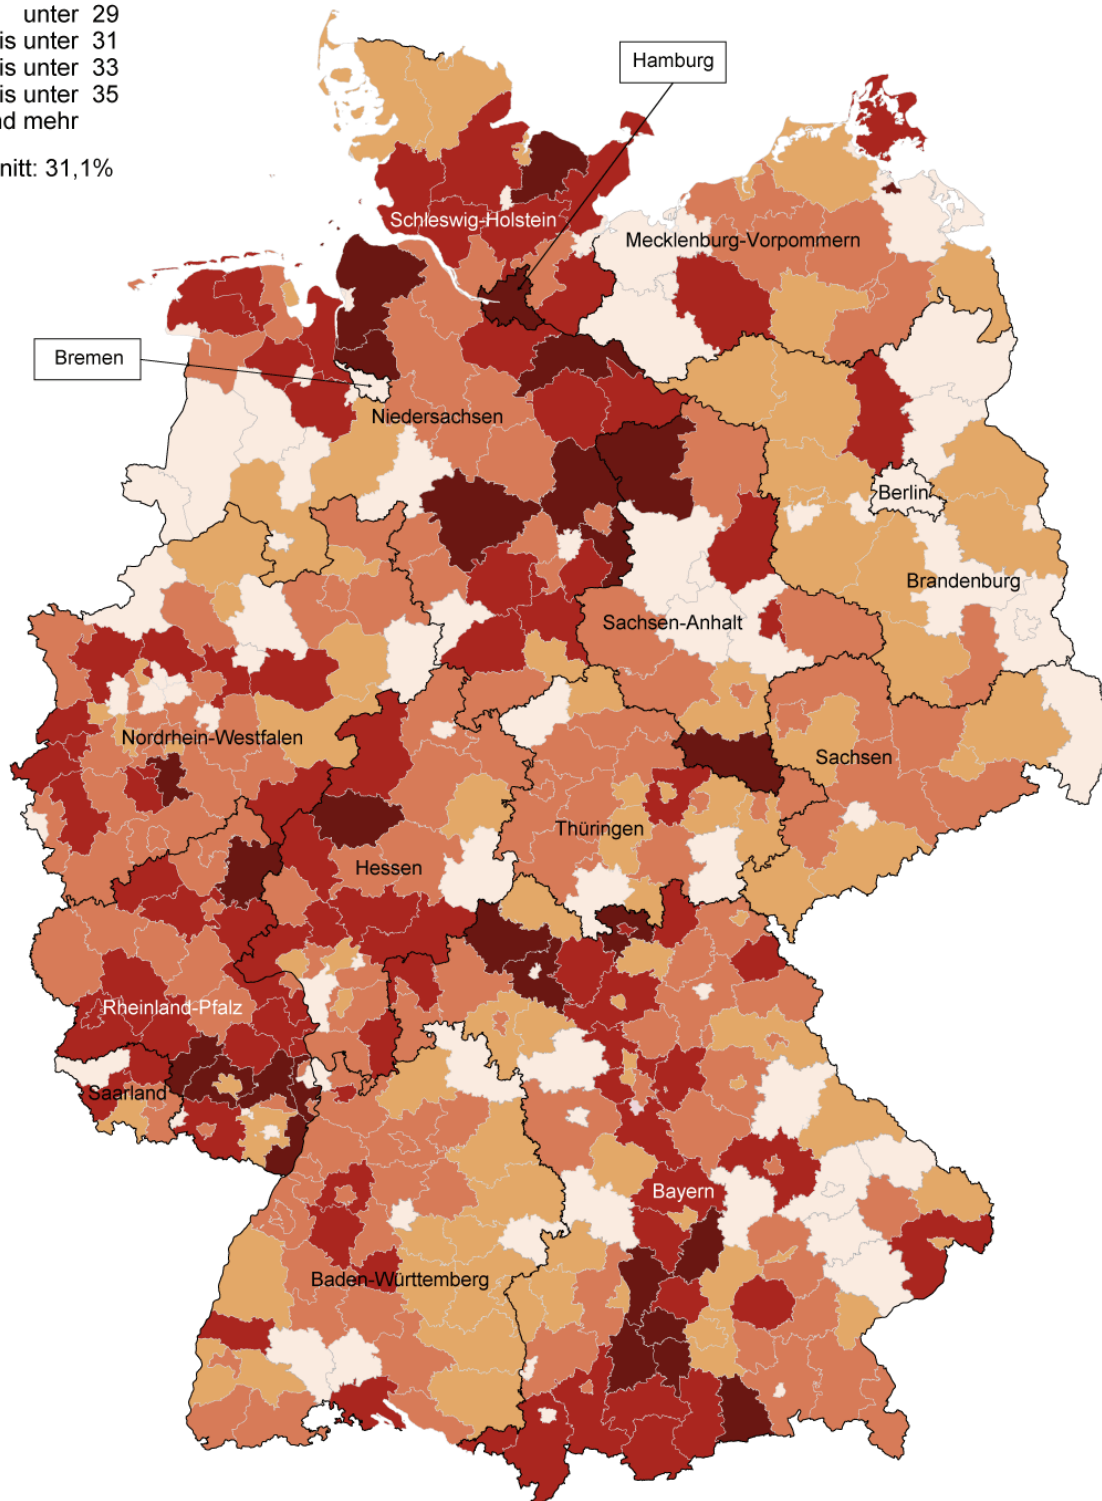 unter 29
is unter 31
is unter 33
is unter 35
d mehr
nitt: 31,1%
Hamburg
Schleswig-Holstein
Mecklenburg-Vorpommern
Bremen
Niedersachsen
Berlin
Brandenburg
Sachsen-Anhalt
Nordrhein-Westfalen
Sachsen
Thüringen
Hessen
Rheinland-Pfalz
Saarland
Bayern
Baden-Württemberg